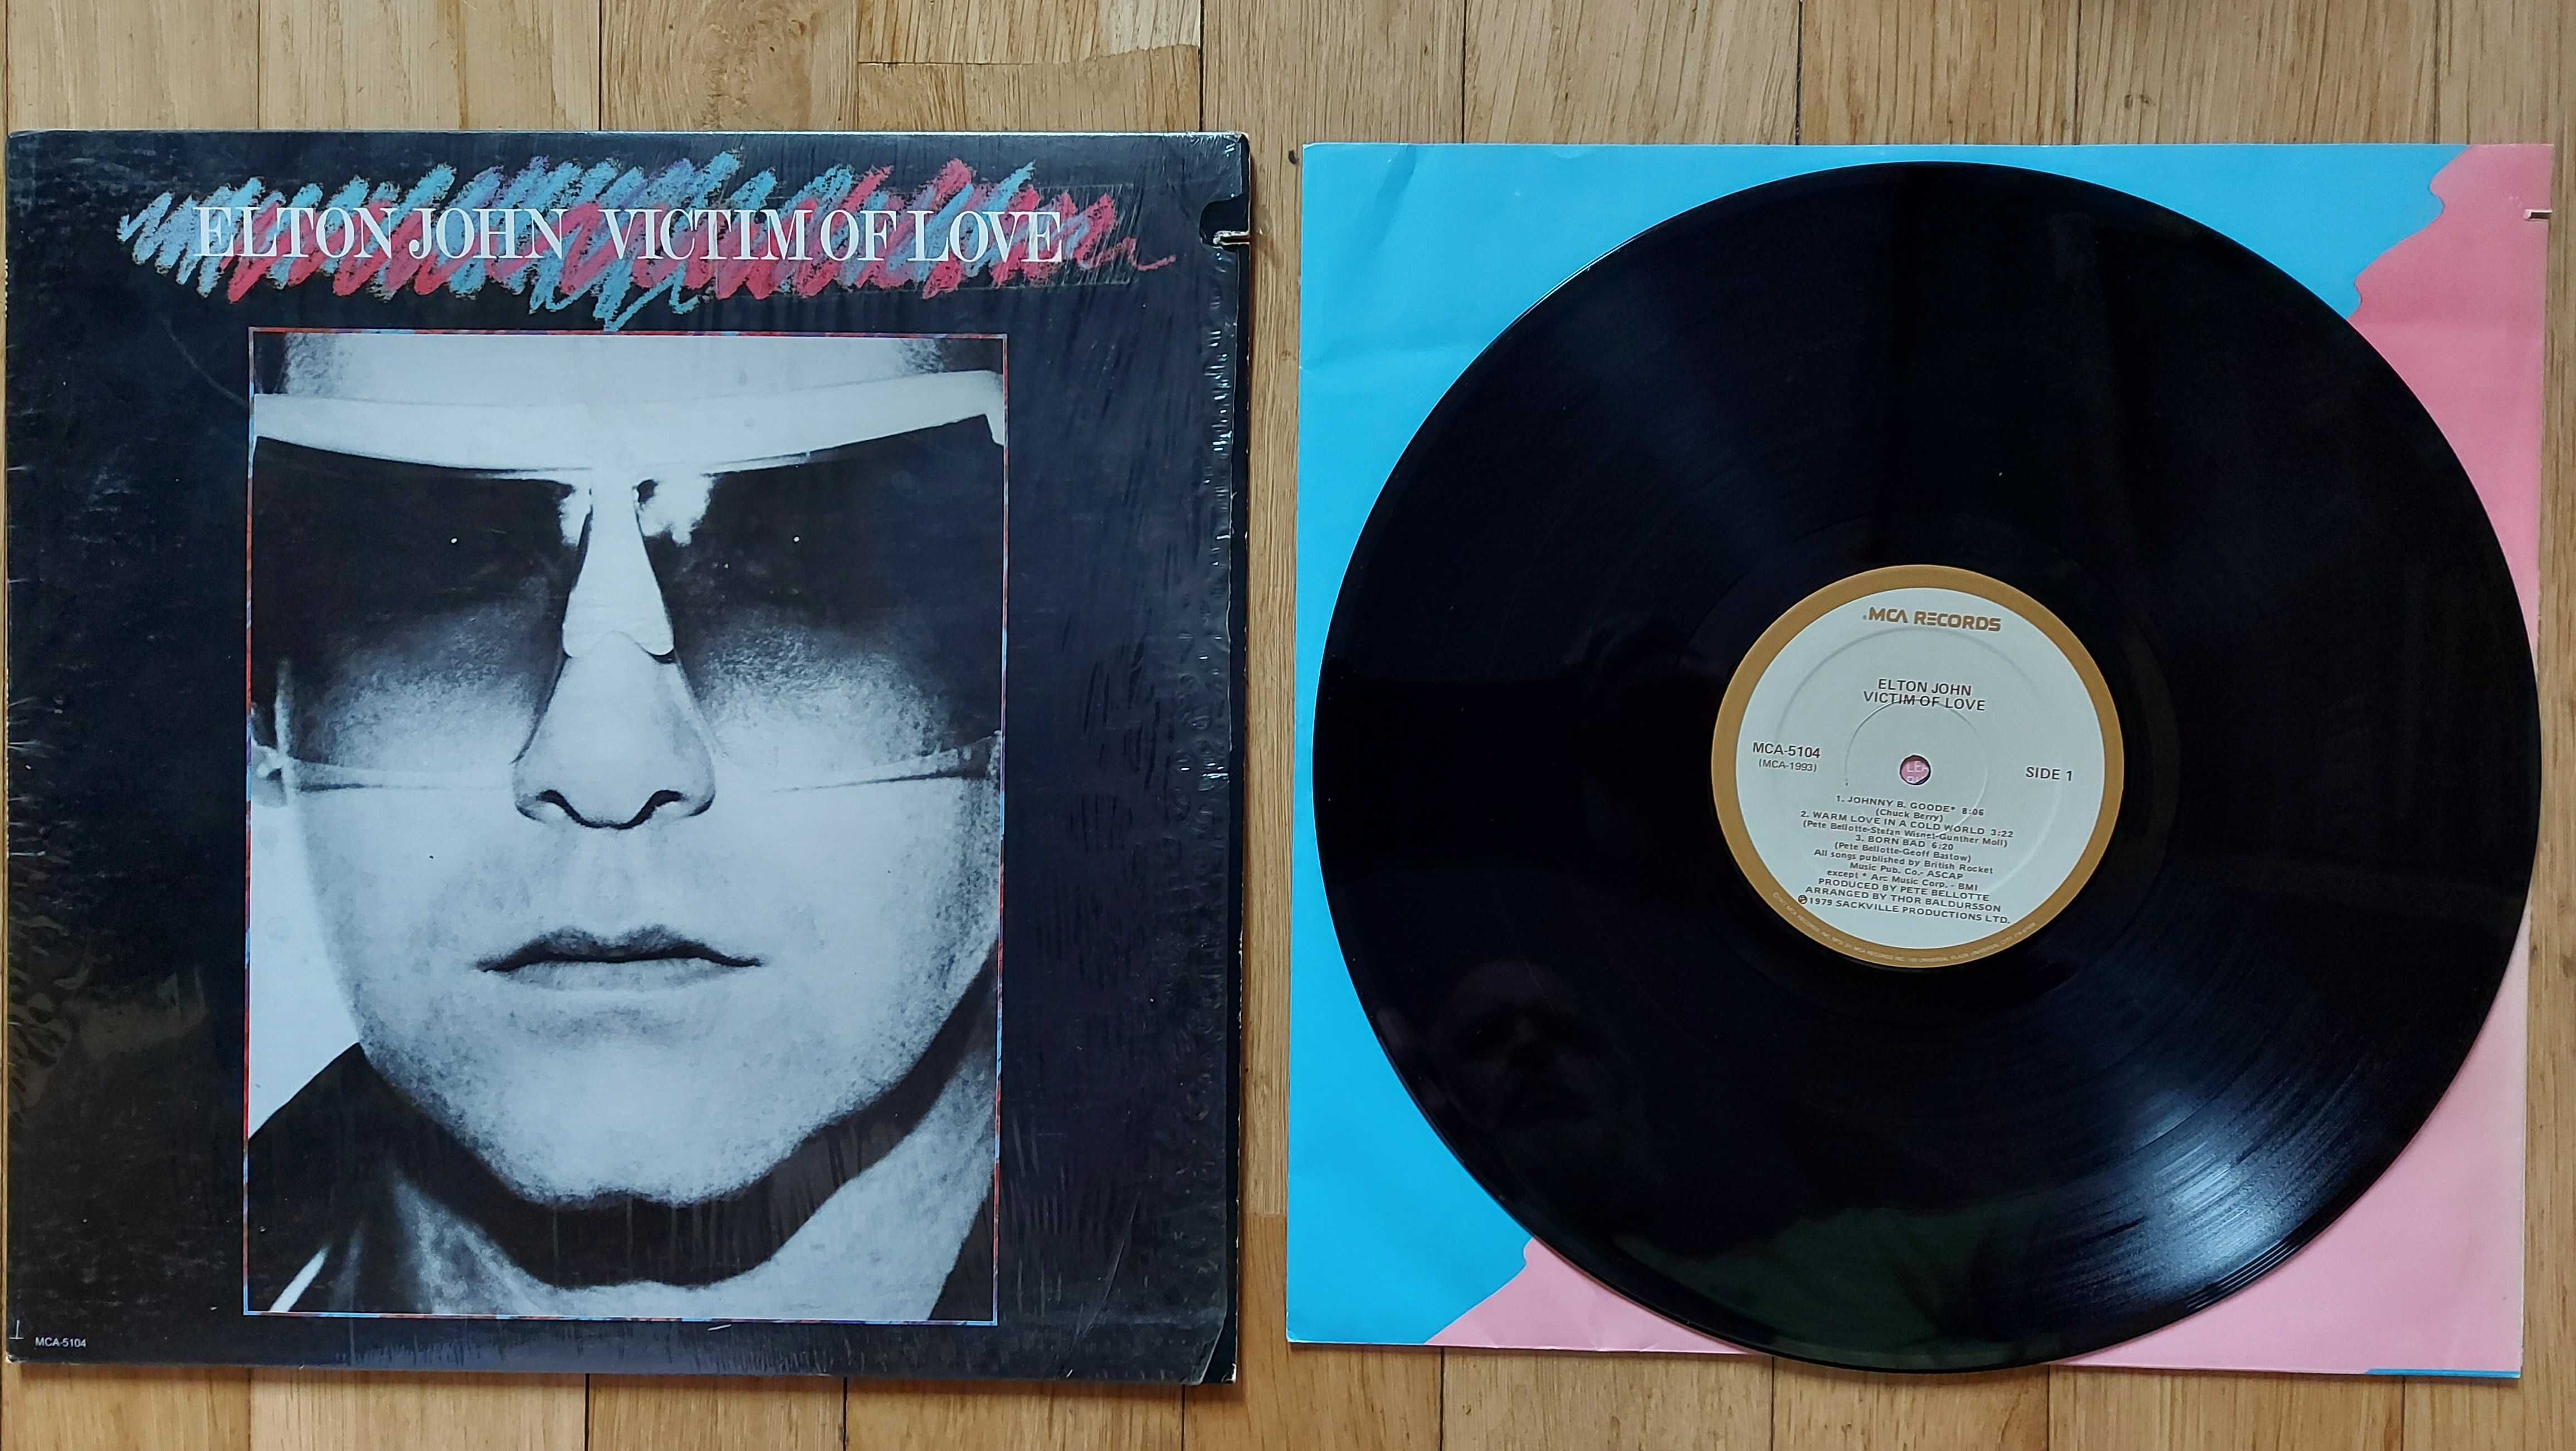 ELTON JOHN VICTIM OF LOVE
MCA-5104
MCA RECORDS
ELTON JOHN
VICTIM OF LOVE
MCA-5104
(MCA-1993)
SIDE 1
1. JOHNNY B. GOODE* 8:06
(Chuck Berry)
2. WARM LOVE IN A COLD WORLD 3:22
(Pete Bellotte-Stefan Wisnet-Gunther Moll)
3. BORN BAD 6:20
(Pete Bellotte-Geoff Bastow)
All songs published by British Rocket
Music Pub. Co.- ASCAP
except * Arc Music Corp. - BMI
PRODUCED BY PETE BELLOTTE
ARRANGED BY THOR BALDURSSON
℗1979 SACKVILLE PRODUCTIONS LTD.